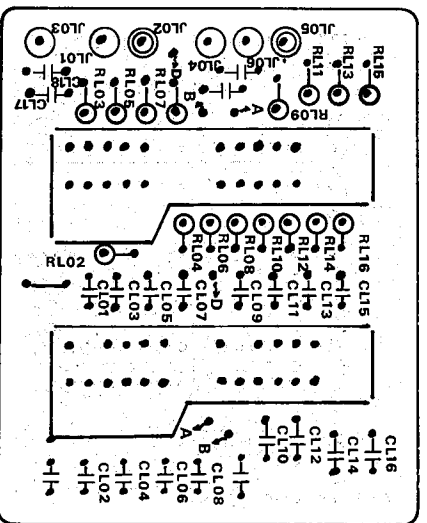 JL03
JL02
JL05
JL01
JL04
JL06
D
RL11
RL13
RL15
CL18
CL17
RL03
RL05
RL07
B
A
RL09
RL02
RL04
RL06
RL08
RL10
RL12
RL14
RL16
CL01
CL03
CL05
CL07
D
CL09
CL11
CL13
CL15
A
B
CL10
CL12
CL14
CL16
CL02
CL04
CL06
CL08